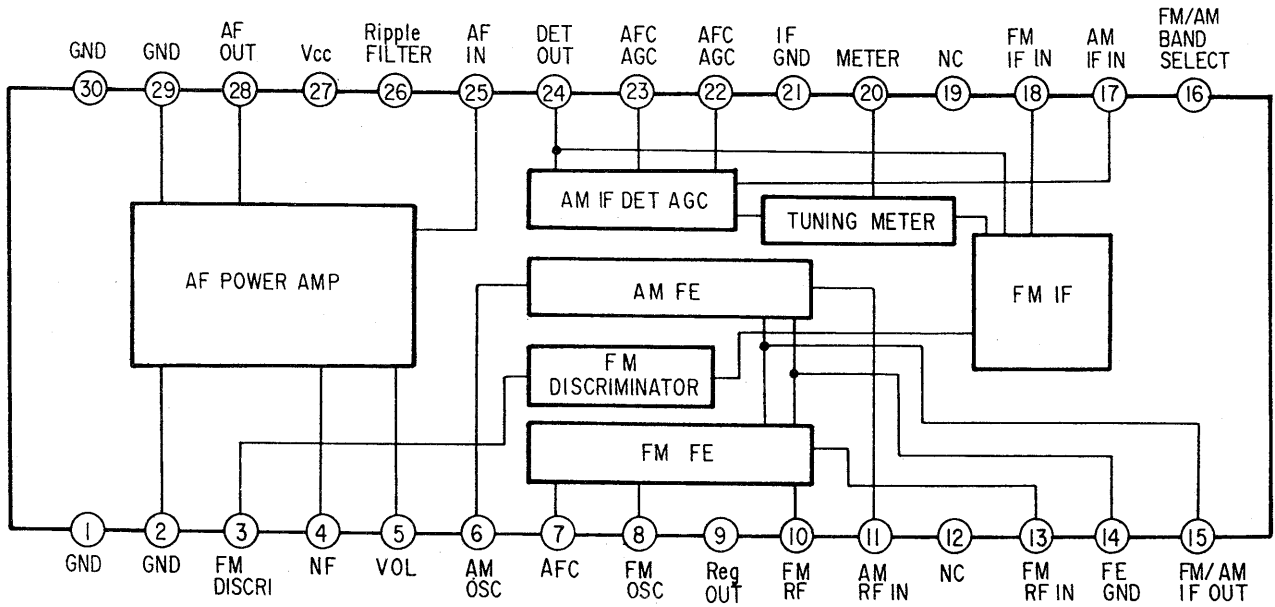 GND
GND
AF
OUT
Vcc
Ripple
FILTER
AF
IN
DET
OUT
AFC
AGC
AFC
AGC
IF
GND
METER
NC
FM
IF IN
AM
IF IN
FM/AM
BAND
SELECT
30
29
28
27
26
25
24
23
22
21
20
19
18
17
16
AM IF DET AGC
TUNING METER
AF POWER AMP
AM FE
FM IF
FM
DISCRIMINATOR
FM FE
1
2
3
4
5
6
7
8
9
10
11
12
13
14
15
GND
GND
FM
DISCRI
NF
VOL
AM
OSC
AFC
FM
OSC
Reg
OUT
FM
RF
AM
RF IN
NC
FM
RF IN
FE
GND
FM/AM
IF OUT